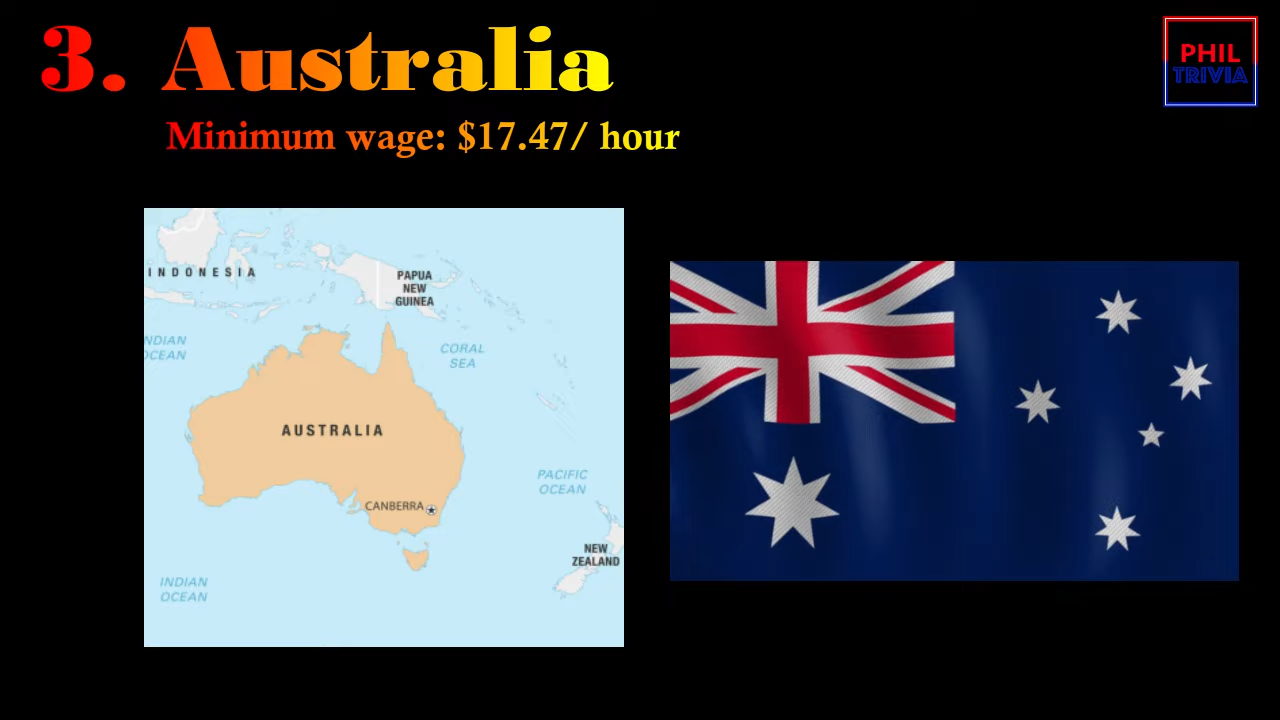 3. Australia
Minimum wage: $17.47/ hour
PHIL
TRIVIA
INDONESIA
PAPUA
NEW
GUINEA
NDIAN
OCEAN
CORAL
SEA
AUSTRALIA
PACIFIC
OCEAN
CANBERRA
NEW
ZEALAND
INDIAN
OCEAN